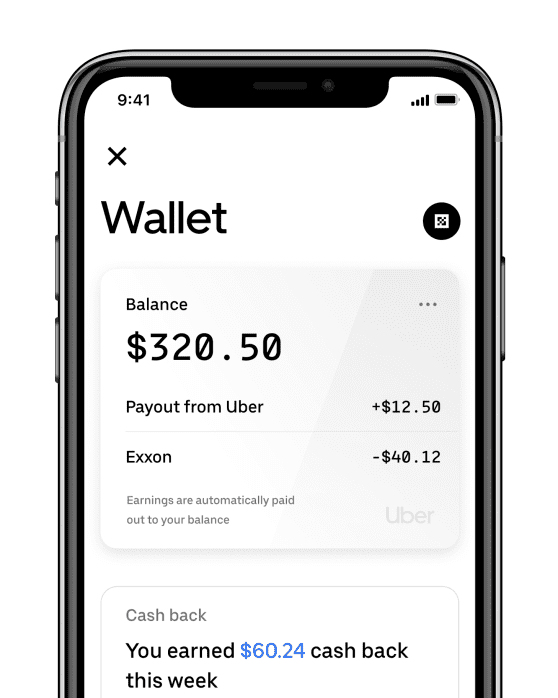 9:41
Wallet
Balance
$320.50
Payout from Uber +$12.50
Exxon -$40.12
Earnings are automatically paid
out to your balance
Uber
Cash back
You earned $60.24 cash back
this week